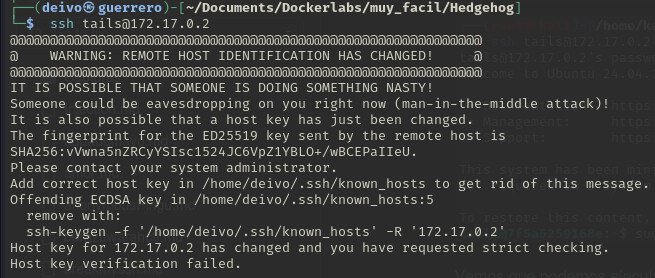 ┌──(deivo㉿guerrero)-[~/Documents/Dockerlabs/muy_facil/Hedgehog]
└─$ ssh tails@172.17.0.2
@@@@@@@@@@@@@@@@@@@@@@@@@@@@@@@@@@@@@@@@@@@@@@@@@@@@@@@@@@@
@    WARNING: REMOTE HOST IDENTIFICATION HAS CHANGED!     @
@@@@@@@@@@@@@@@@@@@@@@@@@@@@@@@@@@@@@@@@@@@@@@@@@@@@@@@@@@@
IT IS POSSIBLE THAT SOMEONE IS DOING SOMETHING NASTY!
Someone could be eavesdropping on you right now (man-in-the-middle attack)!
It is also possible that a host key has just been changed.
The fingerprint for the ED25519 key sent by the remote host is
SHA256:vVwna5nZRCyYSIsc1524JC6VpZ1YBLO+/wBCEPaIIeU.
Please contact your system administrator.
Add correct host key in /home/deivo/.ssh/known_hosts to get rid of this message.
Offending ECDSA key in /home/deivo/.ssh/known_hosts:5
  remove with:
  ssh-keygen -f '/home/deivo/.ssh/known_hosts' -R '172.17.0.2'
Host key for 172.17.0.2 has changed and you have requested strict checking.
Host key verification failed.